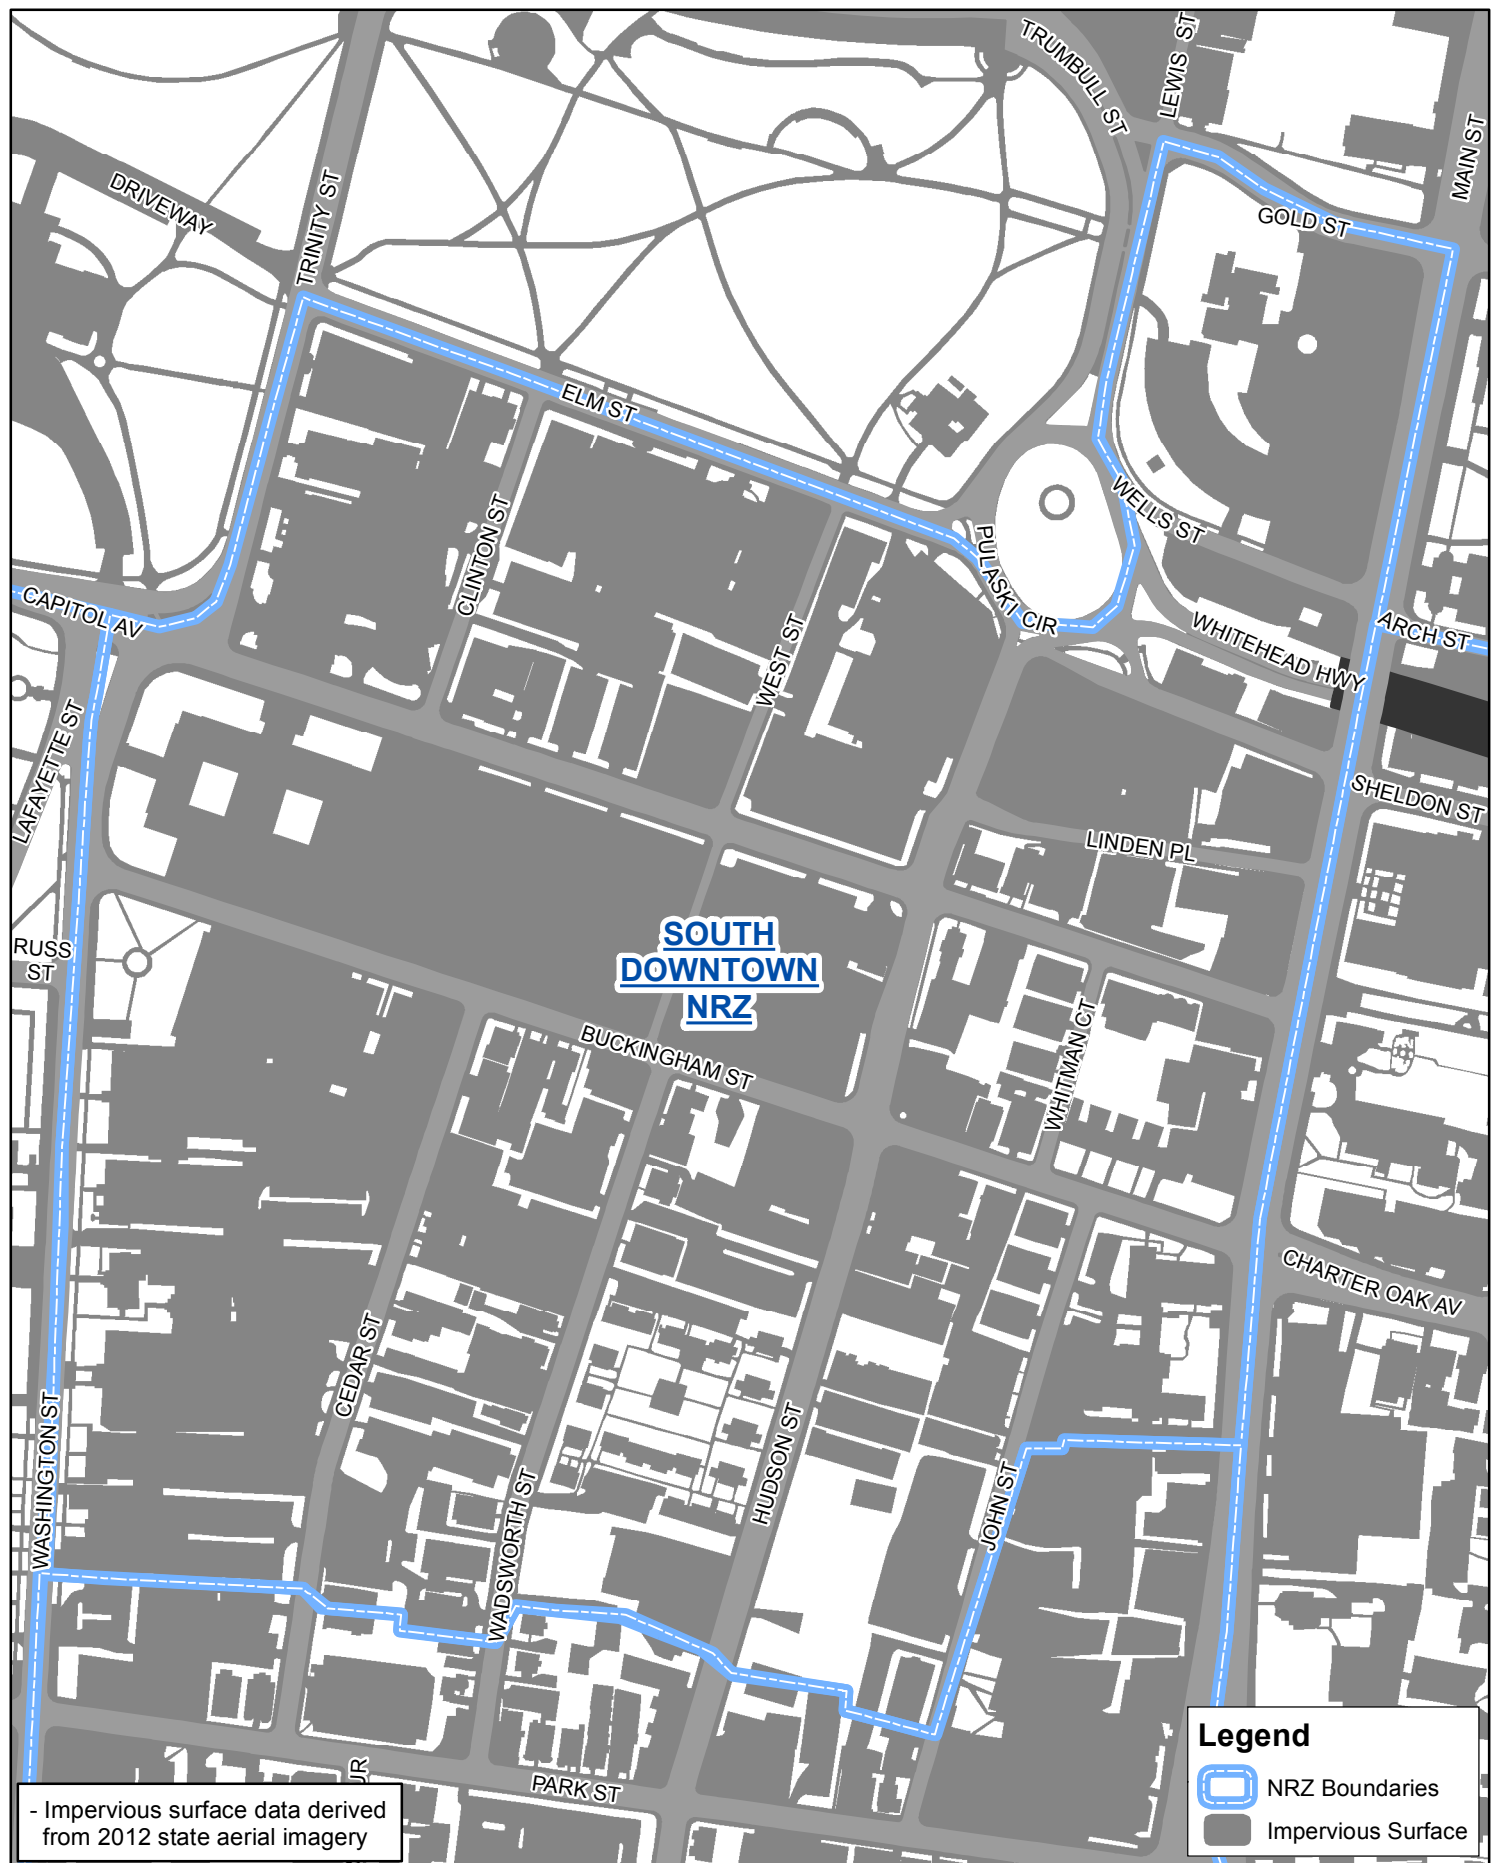 TRUMBULL ST
LEWIS ST
MAIN ST
DRIVEWAY
TRINITY ST
GOLD ST
ELM ST
CLINTON ST
WELLS ST
PULASKI CIR
CAPITOL AV
WEST ST
WHITEHEAD HWY
ARCH ST
LAFAYETTE ST
SHELDON ST
LINDEN PL
RUSS
ST
SOUTH
DOWNTOWN
NRZ
BUCKINGHAM ST
WHITMAN CT
CHARTER OAK AV
CEDAR ST
WASHINGTON ST
HUDSON ST
JOHN ST
WADSWORTH ST
PARK ST
UR
Legend
NRZ Boundaries
Impervious Surface
- Impervious surface data derived
from 2012 state aerial imagery